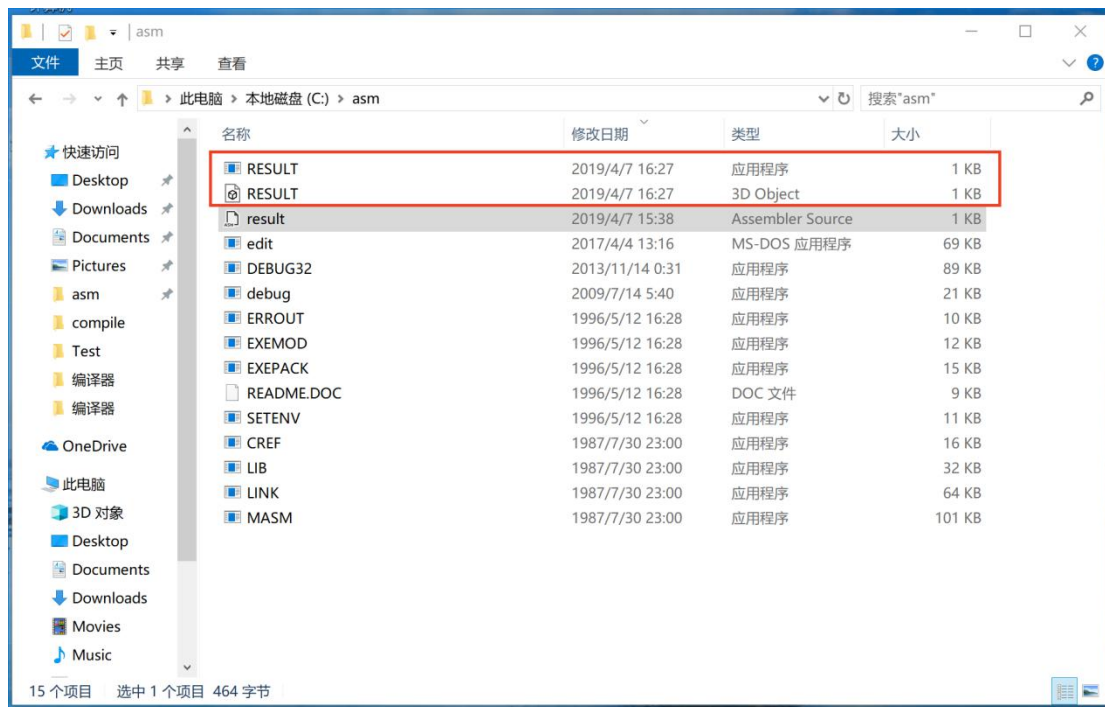 asm
文件 主页 共享 查看
此电脑 › 本地磁盘 (C:) › asm 搜索"asm"
名称 修改日期 类型 大小
快速访问
Desktop
Downloads
Documents
Pictures
asm
compile
Test
编译器
编译器
OneDrive
此电脑
3D 对象
Desktop
Documents
Downloads
Movies
Music
RESULT 2019/4/7 16:27 应用程序 1 KB
RESULT 2019/4/7 16:27 3D Object 1 KB
result 2019/4/7 15:38 Assembler Source 1 KB
edit 2017/4/4 13:16 MS-DOS 应用程序 69 KB
DEBUG32 2013/11/14 0:31 应用程序 89 KB
debug 2009/7/14 5:40 应用程序 21 KB
ERROUT 1996/5/12 16:28 应用程序 10 KB
EXEMOD 1996/5/12 16:28 应用程序 12 KB
EXEPACK 1996/5/12 16:28 应用程序 15 KB
README.DOC 1996/5/12 16:28 DOC 文件 9 KB
SETENV 1996/5/12 16:28 应用程序 11 KB
CREF 1987/7/30 23:00 应用程序 16 KB
LIB 1987/7/30 23:00 应用程序 32 KB
LINK 1987/7/30 23:00 应用程序 64 KB
MASM 1987/7/30 23:00 应用程序 101 KB
15 个项目 选中 1 个项目 464 字节